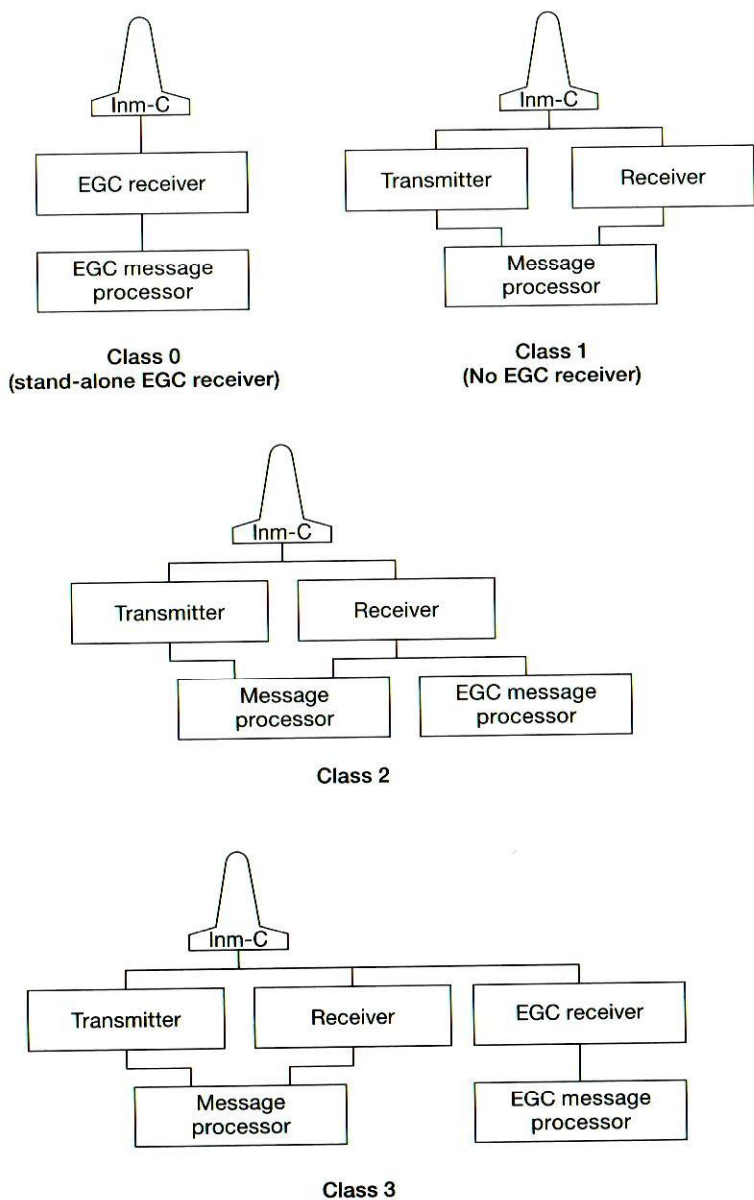 Inm-C
EGC receiver
EGC message
processor
Class 0
(stand-alone EGC receiver)
Inm-C
Transmitter
Receiver
Message
processor
Class 1
(No EGC receiver)
Inm-C
Transmitter
Receiver
Message
processor
EGC message
processor
Class 2
Inm-C
Transmitter
Receiver
EGC receiver
Message
processor
EGC message
processor
Class 3